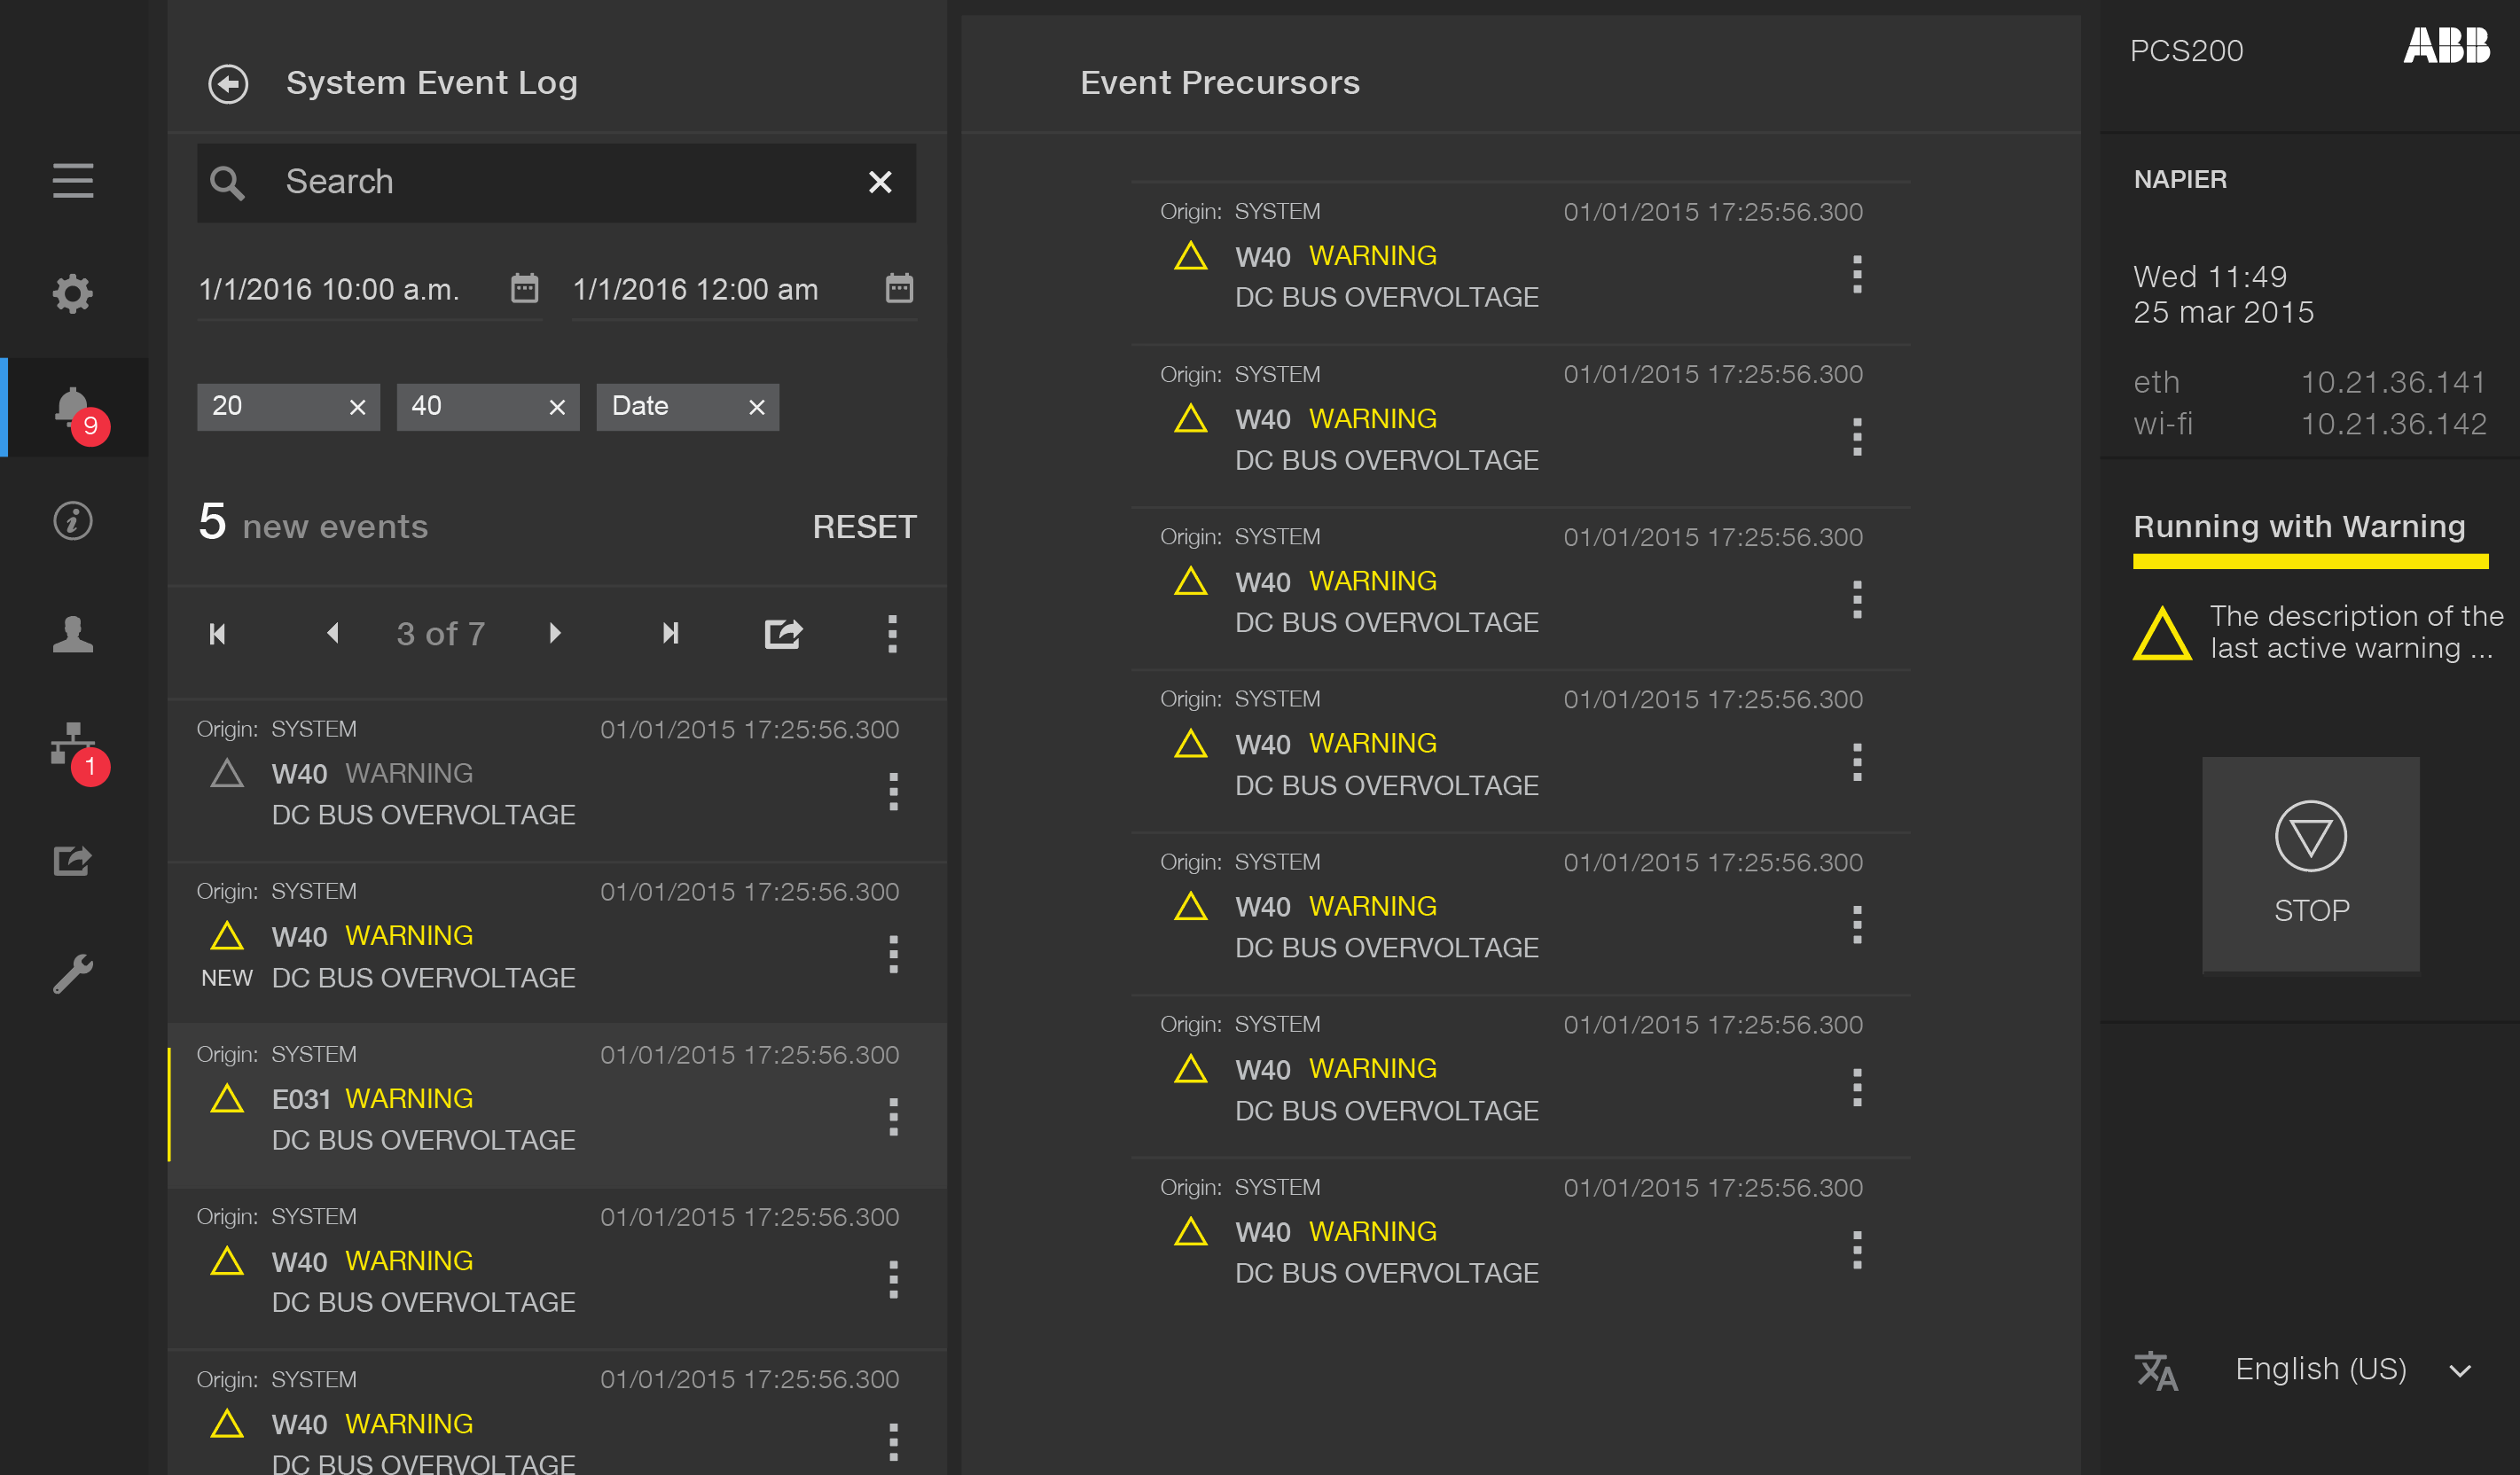 System Event Log
Search
1/1/2016 10:00 a.m.
1/1/2016 12:00 am
20
40
Date
9
1
5 new events
RESET
3 of 7
Origin: SYSTEM 01/01/2015 17:25:56.300
W40 WARNING
DC BUS OVERVOLTAGE
Origin: SYSTEM 01/01/2015 17:25:56.300
W40 WARNING
NEW DC BUS OVERVOLTAGE
Origin: SYSTEM 01/01/2015 17:25:56.300
E031 WARNING
DC BUS OVERVOLTAGE
Origin: SYSTEM 01/01/2015 17:25:56.300
W40 WARNING
DC BUS OVERVOLTAGE
Origin: SYSTEM 01/01/2015 17:25:56.300
W40 WARNING
DC BUS OVERVOLTAGE
Event Precursors
Origin: SYSTEM 01/01/2015 17:25:56.300
W40 WARNING
DC BUS OVERVOLTAGE
Origin: SYSTEM 01/01/2015 17:25:56.300
W40 WARNING
DC BUS OVERVOLTAGE
Origin: SYSTEM 01/01/2015 17:25:56.300
W40 WARNING
DC BUS OVERVOLTAGE
Origin: SYSTEM 01/01/2015 17:25:56.300
W40 WARNING
DC BUS OVERVOLTAGE
Origin: SYSTEM 01/01/2015 17:25:56.300
W40 WARNING
DC BUS OVERVOLTAGE
Origin: SYSTEM 01/01/2015 17:25:56.300
W40 WARNING
DC BUS OVERVOLTAGE
Origin: SYSTEM 01/01/2015 17:25:56.300
W40 WARNING
DC BUS OVERVOLTAGE
PCS200
ABB
NAPIER
Wed 11:49
25 mar 2015
eth 10.21.36.141
wi-fi 10.21.36.142
Running with Warning
The description of the
last active warning ...
STOP
English (US)